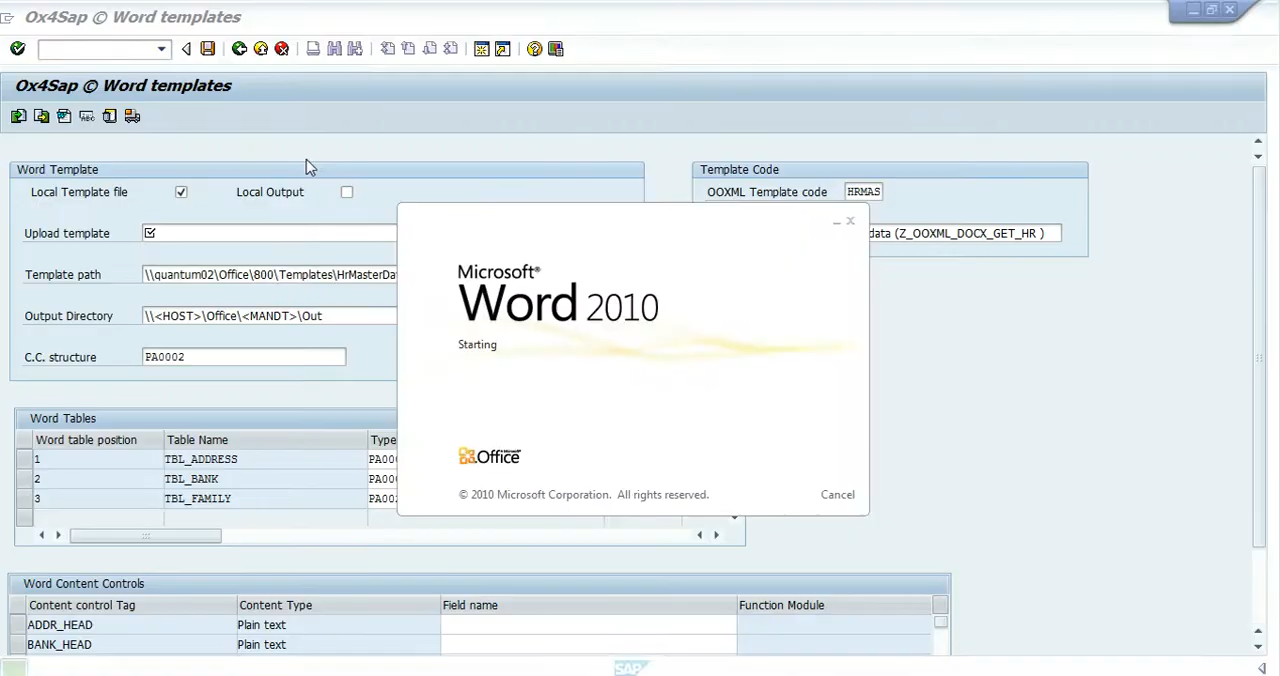 Ox4Sap © Word templates
Ox4Sap © Word templates
Word Template
Local Template file
Local Output
Upload template
Template path
\\quantum02\Office\800\Templates\HrMasterDa
Output Directory
\\<HOST>\Office\<MANDT>\Out
C.C. structure
PA0002
Template Code
OOXML Template code
HRMAS
data (Z_OOXML_DOCX_GET_HR )
Microsoft®
Word 2010
Starting
Office
© 2010 Microsoft Corporation. All rights reserved.
Cancel
Word Tables
Word table position Table Name Type
1 TBL_ADDRESS
2 TBL_BANK
3 TBL_FAMILY
Word Content Controls
Content control Tag Content Type Field name Function Module
ADDR_HEAD Plain text
BANK_HEAD Plain text
SAP